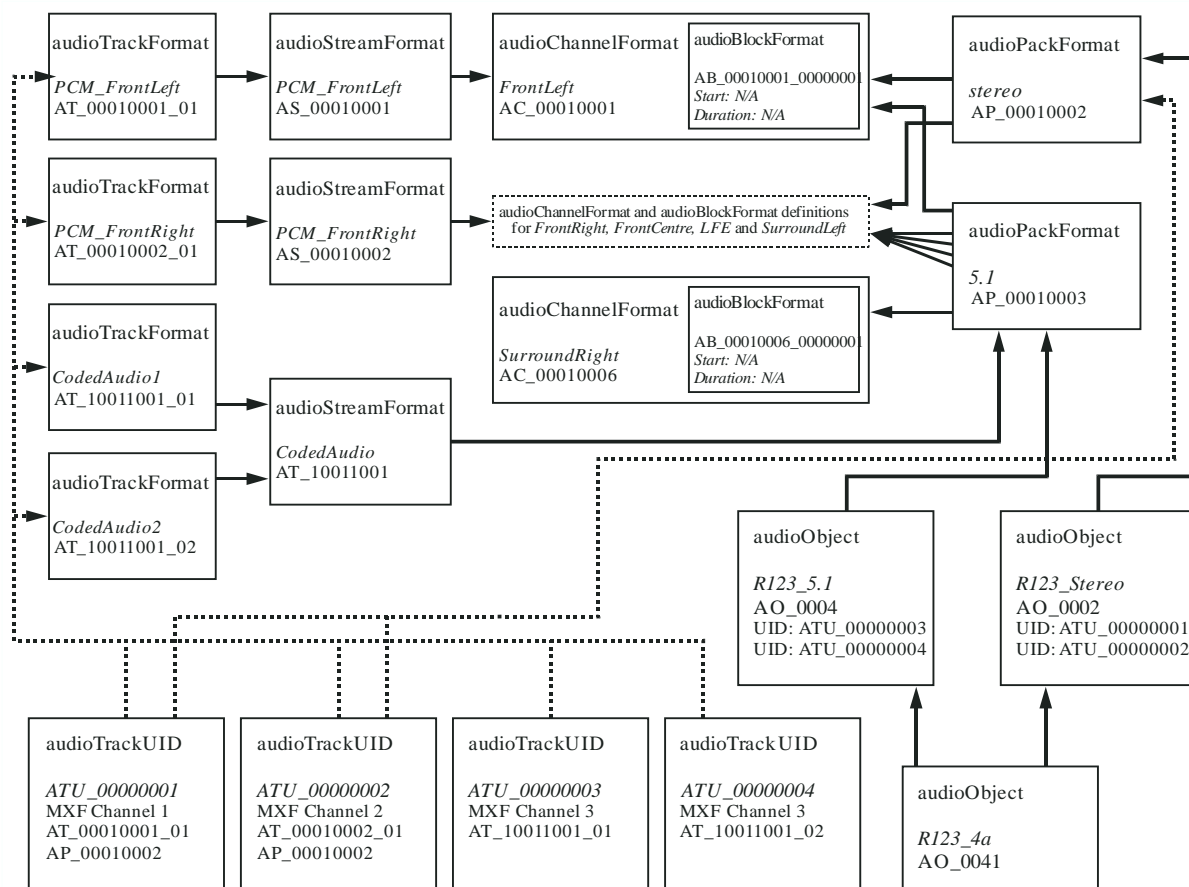 audioTrackFormat
PCM_FrontLeft
AT_00010001_01
audioStreamFormat
PCM_FrontLeft
AS_00010001
audioChannelFormat
FrontLeft
AC_00010001
audioBlockFormat
AB_00010001_00000001
Start: N/A
Duration: N/A
audioPackFormat
stereo
AP_00010002
audioTrackFormat
PCM_FrontRight
AT_00010002_01
audioStreamFormat
PCM_FrontRight
AS_00010002
audioChannelFormat and audioBlockFormat definitions
for FrontRight, FrontCentre, LFE and SurroundLeft
audioPackFormat
5.1
AP_00010003
audioTrackFormat
CodedAudio1
AT_10011001_01
audioChannelFormat
SurroundRight
AC_00010006
audioBlockFormat
AB_00010006_00000001
Start: N/A
Duration: N/A
audioStreamFormat
CodedAudio
AT_10011001
audioTrackFormat
CodedAudio2
AT_10011001_02
audioObject
R123_5.1
AO_0004
UID: ATU_00000003
UID: ATU_00000004
audioObject
R123_Stereo
AO_0002
UID: ATU_00000001
UID: ATU_00000002
audioTrackUID
ATU_00000001
MXF Channel 1
AT_00010001_01
AP_00010002
audioTrackUID
ATU_00000002
MXF Channel 2
AT_00010002_01
AP_00010002
audioTrackUID
ATU_00000003
MXF Channel 3
AT_10011001_01
audioTrackUID
ATU_00000004
MXF Channel 3
AT_10011001_02
audioObject
R123_4a
AO_0041